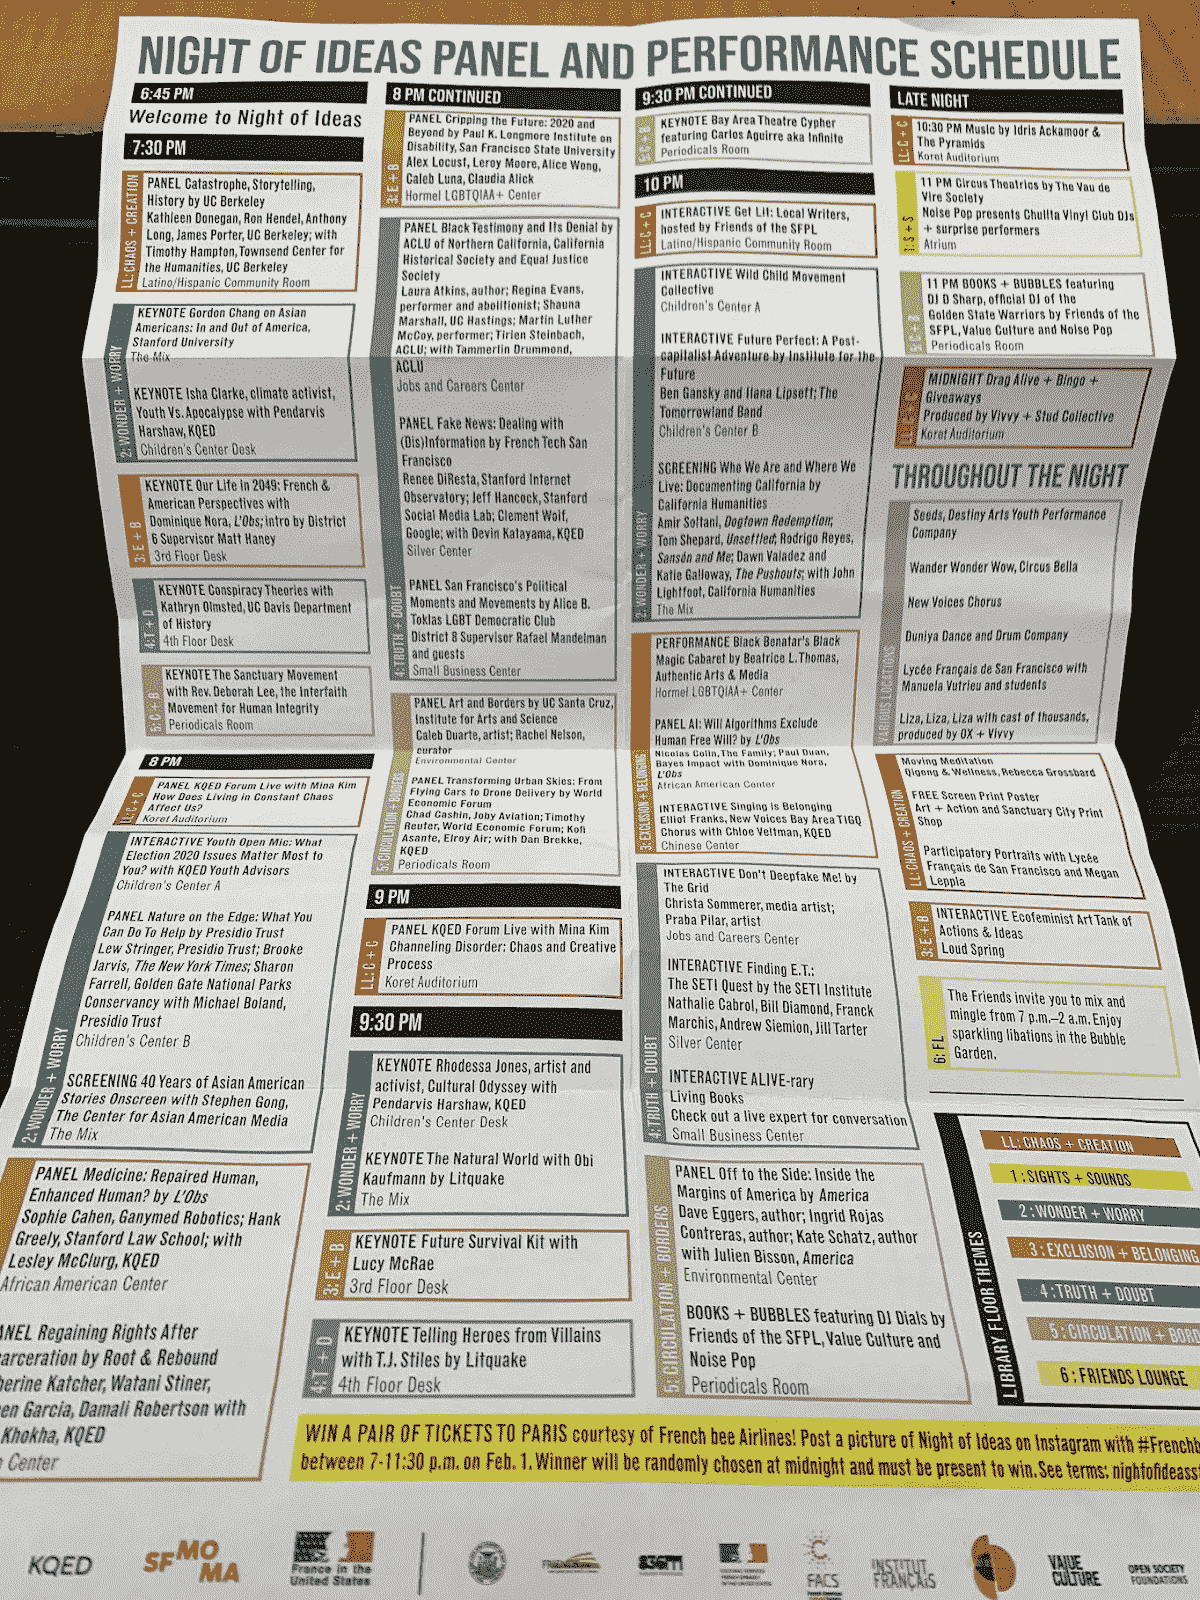 NIGHT OF IDEAS PANEL AND PERFORMANCE SCHEDULE
6:45 PM
Welcome to Night of Ideas
7:30 PM
LL: CHAOS + CREATION
PANEL Catastrophe, Storytelling,
History by UC Berkeley
Kathleen Donegan, Ron Hendel, Anthony
Long, James Porter, UC Berkeley; with
Timothy Hampton, Townsend Center for
the Humanities, UC Berkeley
Latino/Hispanic Community Room
2: WONDER + WORRY
KEYNOTE Gordon Chang on Asian
Americans: In and Out of America,
Stanford University
The Mix
KEYNOTE Isha Clarke, climate activist,
Youth Vs. Apocalypse with Pendarvis
Harshaw, KQED
Children's Center Desk
3: E + B
KEYNOTE Our Life in 2049: French &
American Perspectives with
Dominique Nora, L'Obs; intro by District
6 Supervisor Matt Haney
3rd Floor Desk
4: T + D
KEYNOTE Conspiracy Theories with
Kathryn Olmsted, UC Davis Department
of History
4th Floor Desk
5: C + B
KEYNOTE The Sanctuary Movement
with Rev. Deborah Lee, the Interfaith
Movement for Human Integrity
Periodicals Room
8 PM
LL: C + C
PANEL KQED Forum Live with Mina Kim
How Does Living in Constant Chaos
Affect Us?
Koret Auditorium
2: WONDER + WORRY
INTERACTIVE Youth Open Mic: What
Election 2020 Issues Matter Most to
You? with KQED Youth Advisors
Children's Center A
PANEL Nature on the Edge: What You
Can Do To Help by Presidio Trust
Lew Stringer, Presidio Trust; Brooke
Jarvis, The New York Times; Sharon
Farrell, Golden Gate National Parks
Conservancy with Michael Boland,
Presidio Trust
Children's Center B
SCREENING 40 Years of Asian American
Stories Onscreen with Stephen Gong,
The Center for Asian American Media
The Mix
PANEL Medicine: Repaired Human,
Enhanced Human? by L'Obs
Sophie Cahen, Ganymed Robotics; Hank
Greely, Stanford Law School; with
Lesley McClurg, KQED
African American Center
ANEL Regaining Rights After
arceration by Root & Rebound
herine Katcher, Watani Stiner,
en Garcia, Damali Robertson with
Khokha, KQED
Center
8 PM CONTINUED
3: E + B
PANEL Cripping the Future: 2020 and
Beyond by Paul K. Longmore Institute on
Disability, San Francisco State University
Alex Locust, Leroy Moore, Alice Wong,
Caleb Luna, Claudia Alick
Hormel LGBTQIAA+ Center
4: TRUTH + DOUBT
PANEL Black Testimony and Its Denial by
ACLU of Northern California, California
Historical Society and Equal Justice
Society
Laura Atkins, author; Regina Evans,
performer and abolitionist; Shauna
Marshall, UC Hastings; Martin Luther
McCoy, performer; Tirien Steinbach,
ACLU; with Tammerlin Drummond,
ACLU
Jobs and Careers Center
PANEL Fake News: Dealing with
(Dis)Information by French Tech San
Francisco
Renee DiResta, Stanford Internet
Observatory; Jeff Hancock, Stanford
Social Media Lab; Clement Wolf,
Google; with Devin Katayama, KQED
Silver Center
PANEL San Francisco's Political
Moments and Movements by Alice B.
Toklas LGBT Democratic Club
District 8 Supervisor Rafael Mandelman
and guests
Small Business Center
5: CIRCULATION + BORDERS
PANEL Art and Borders by UC Santa Cruz,
Institute for Arts and Science
Caleb Duarte, artist; Rachel Nelson,
curator
Environmental Center
PANEL Transforming Urban Skies: From
Flying Cars to Drone Delivery by World
Economic Forum
Chad Cashin, Joby Aviation; Timothy
Reuter, World Economic Forum; Kofi
Asante, Elroy Air; with Dan Brekke,
KQED
Periodicals Room
9 PM
LL: C + C
PANEL KQED Forum Live with Mina Kim
Channeling Disorder: Chaos and Creative
Process
Koret Auditorium
9:30 PM
2: WONDER + WORRY
KEYNOTE Rhodessa Jones, artist and
activist, Cultural Odyssey with
Pendarvis Harshaw, KQED
Children's Center Desk
KEYNOTE The Natural World with Obi
Kaufmann by Litquake
The Mix
3: E + B
KEYNOTE Future Survival Kit with
Lucy McRae
3rd Floor Desk
4: T + D
KEYNOTE Telling Heroes from Villains
with T.J. Stiles by Litquake
4th Floor Desk
9:30 PM CONTINUED
KEYNOTE Bay Area Theatre Cypher
featuring Carlos Aguirre aka Infinite
Periodicals Room
10 PM
LL: C + C
INTERACTIVE Get Lit: Local Writers,
hosted by Friends of the SFPL
Latino/Hispanic Community Room
2: WONDER + WORRY
INTERACTIVE Wild Child Movement
Collective
Children's Center A
INTERACTIVE Future Perfect: A Post-
capitalist Adventure by Institute for the
Future
Ben Gansky and Ilana Lipsett; The
Tomorrowland Band
Children's Center B
SCREENING Who We Are and Where We
Live: Documenting California by
California Humanities
Amir Soltani, Dogtown Redemption;
Tom Shepard, Unsettled; Rodrigo Reyes,
Sansón and Me; Dawn Valadez and
Katie Galloway, The Pushouts; with John
Lightfoot, California Humanities
The Mix
3: EXCLUSION + BELONGING
PERFORMANCE Black Benatar's Black
Magic Cabaret by Beatrice L. Thomas,
Authentic Arts & Media
Hormel LGBTQIAA+ Center
PANEL AI: Will Algorithms Exclude
Human Free Will? by L'Obs
Nicolas Colin, The Family; Paul Duan,
Bayes Impact with Dominique Nora,
L'Obs
African American Center
INTERACTIVE Singing is Belonging
Elliot Franks, New Voices Bay Area TIGQ
Chorus with Chloe Veltman, KQED
Chinese Center
4: TRUTH + DOUBT
INTERACTIVE Don't Deepfake Me! by
The Grid
Christa Sommerer, media artist;
Praba Pilar, artist
Jobs and Careers Center
INTERACTIVE Finding E.T.:
The SETI Quest by the SETI Institute
Nathalie Cabrol, Bill Diamond, Franck
Marchis, Andrew Siemion, Jill Tarter
Silver Center
INTERACTIVE ALIVE-rary
Living Books
Check out a live expert for conversation
Small Business Center
5: CIRCULATION + BORDERS
PANEL Off to the Side: Inside the
Margins of America by America
Dave Eggers, author; Ingrid Rojas
Contreras, author; Kate Schatz, author
with Julien Bisson, America
Environmental Center
BOOKS + BUBBLES featuring DJ Dials by
Friends of the SFPL, Value Culture and
Noise Pop
Periodicals Room
LATE NIGHT
LL: C + C
10:30 PM Music by Idris Ackamoor &
The Pyramids
Koret Auditorium
1: S + S
11 PM Circus Theatrics by The Vau de
Vire Society
Noise Pop presents Chulita Vinyl Club DJs
+ surprise performers
Atrium
5: C + B
11 PM BOOKS + BUBBLES featuring
DJ D Sharp, official DJ of the
Golden State Warriors by Friends of the
SFPL, Value Culture and Noise Pop
Periodicals Room
LL: C + C
MIDNIGHT Drag Alive + Bingo +
Giveaways
Produced by Vivvy + Stud Collective
Koret Auditorium
THROUGHOUT THE NIGHT
VARIOUS LOCATIONS
Seeds, Destiny Arts Youth Performance
Company
Wander Wonder Wow, Circus Bella
New Voices Chorus
Duniya Dance and Drum Company
Lycée Français de San Francisco with
Manuela Vutrieu and students
Liza, Liza, Liza with cast of thousands,
produced by OX + Vivvy
LL: CHAOS + CREATION
Moving Meditation
Qigong & Wellness, Rebecca Grossbard
FREE Screen Print Poster
Art + Action and Sanctuary City Print
Shop
Participatory Portraits with Lycée
Français de San Francisco and Megan
Leppla
3: E + B
INTERACTIVE Ecofeminist Art Tank of
Actions & Ideas
Loud Spring
6: FL
The Friends invite you to mix and
mingle from 7 p.m.–2 a.m. Enjoy
sparkling libations in the Bubble
Garden.
LIBRARY FLOOR THEMES
LL: CHAOS + CREATION
1: SIGHTS + SOUNDS
2: WONDER + WORRY
3: EXCLUSION + BELONGING
4: TRUTH + DOUBT
5: CIRCULATION + BOR
6: FRIENDS LOUNGE
WIN A PAIR OF TICKETS TO PARIS courtesy of French bee Airlines! Post a picture of Night of Ideas on Instagram with #Frenchb
between 7-11:30 p.m. on Feb. 1. Winner will be randomly chosen at midnight and must be present to win. See terms: nightofideass
KQED
SFMOMA
France in the
United States
836M
FACS
INSTITUT
FRANÇAIS
VALUE
CULTURE
OPEN SOCIETY
FOUNDATIONS